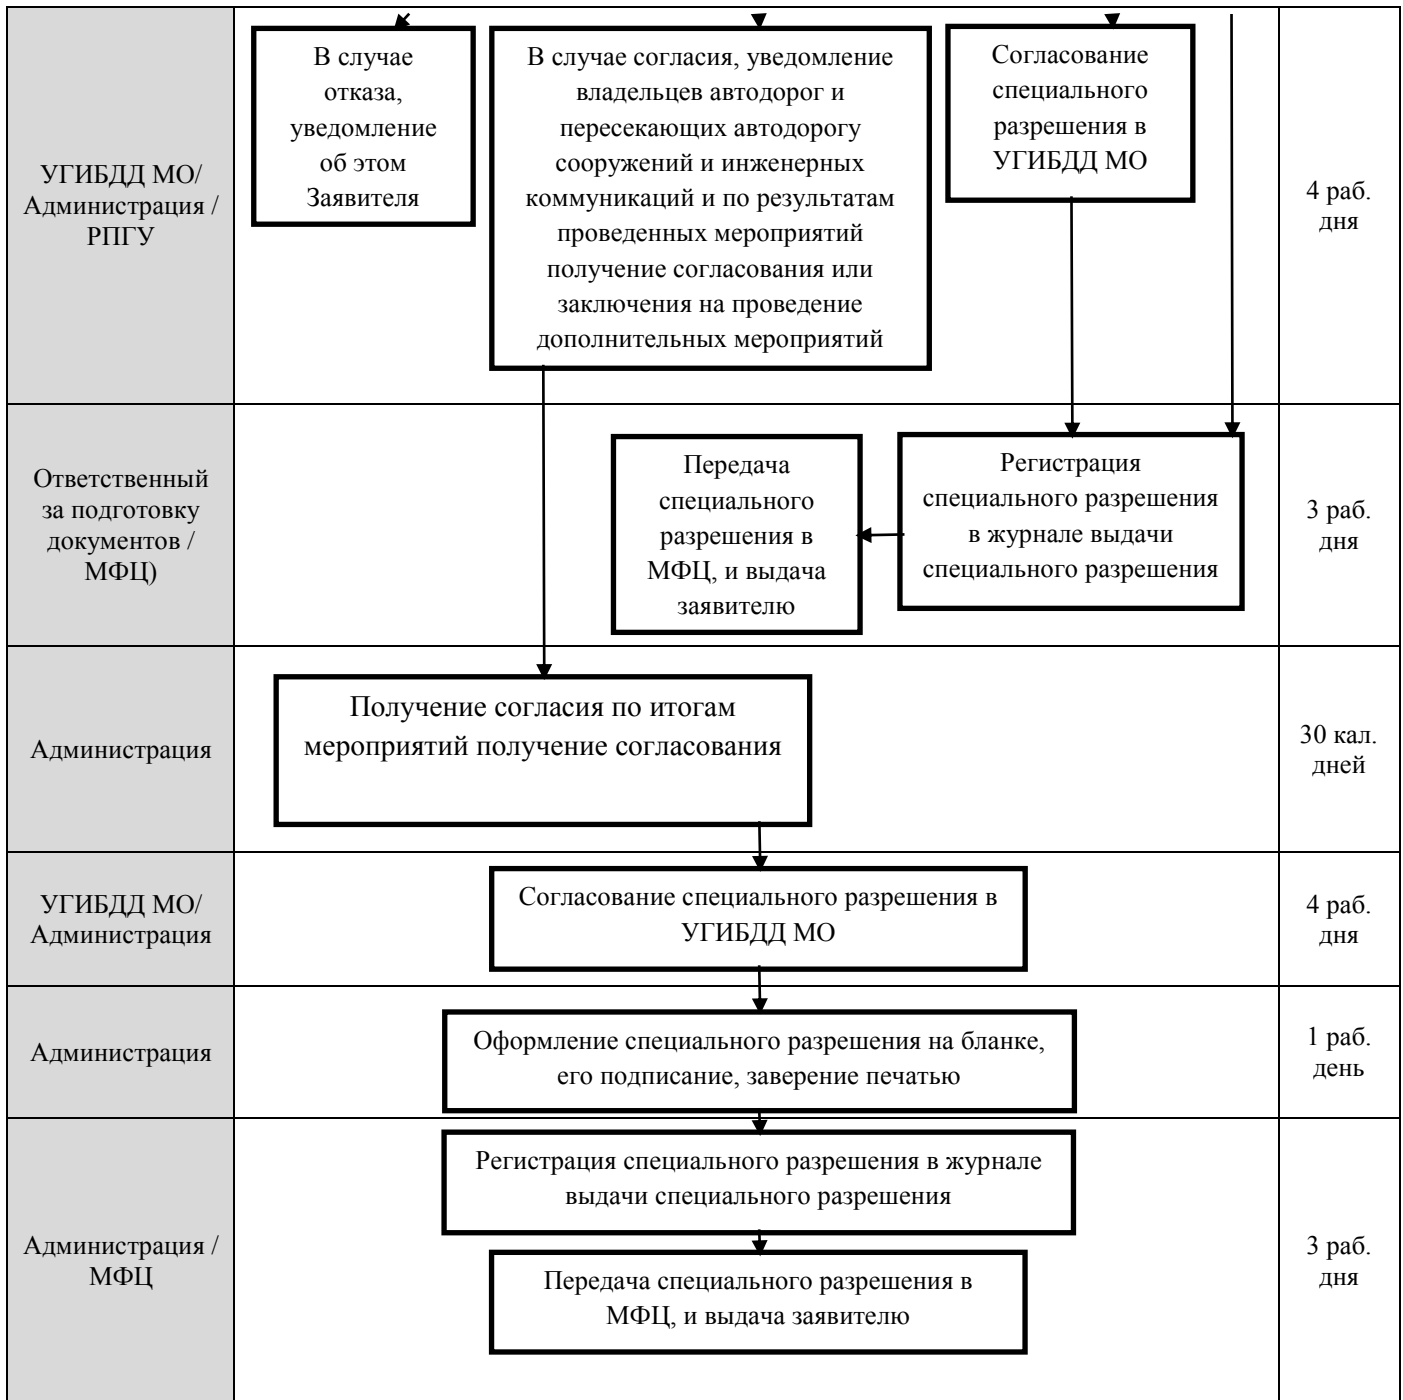 УГИБДД МО/
Администрация /
РПГУ
В случае
отказа,
уведомление
об этом
Заявителя
В случае согласия, уведомление
владельцев автодорог и
пересекающих автодорогу
сооружений и инженерных
коммуникаций и по результатам
проведенных мероприятий
получение согласования или
заключения на проведение
дополнительных мероприятий
Согласование
специального
разрешения в
УГИБДД МО
4 раб.
дня
Ответственный
за подготовку
документов /
МФЦ)
Передача
специального
разрешения в
МФЦ, и выдача
заявителю
Регистрация
специального разрешения
в журнале выдачи
специального разрешения
3 раб.
дня
Администрация
Получение согласия по итогам
мероприятий получение согласования
30 кал.
дней
УГИБДД МО/
Администрация
Согласование специального разрешения в
УГИБДД МО
4 раб.
дня
Администрация
Оформление специального разрешения на бланке,
его подписание, заверение печатью
1 раб.
день
Администрация /
МФЦ
Регистрация специального разрешения в журнале
выдачи специального разрешения
Передача специального разрешения в
МФЦ, и выдача заявителю
3 раб.
дня